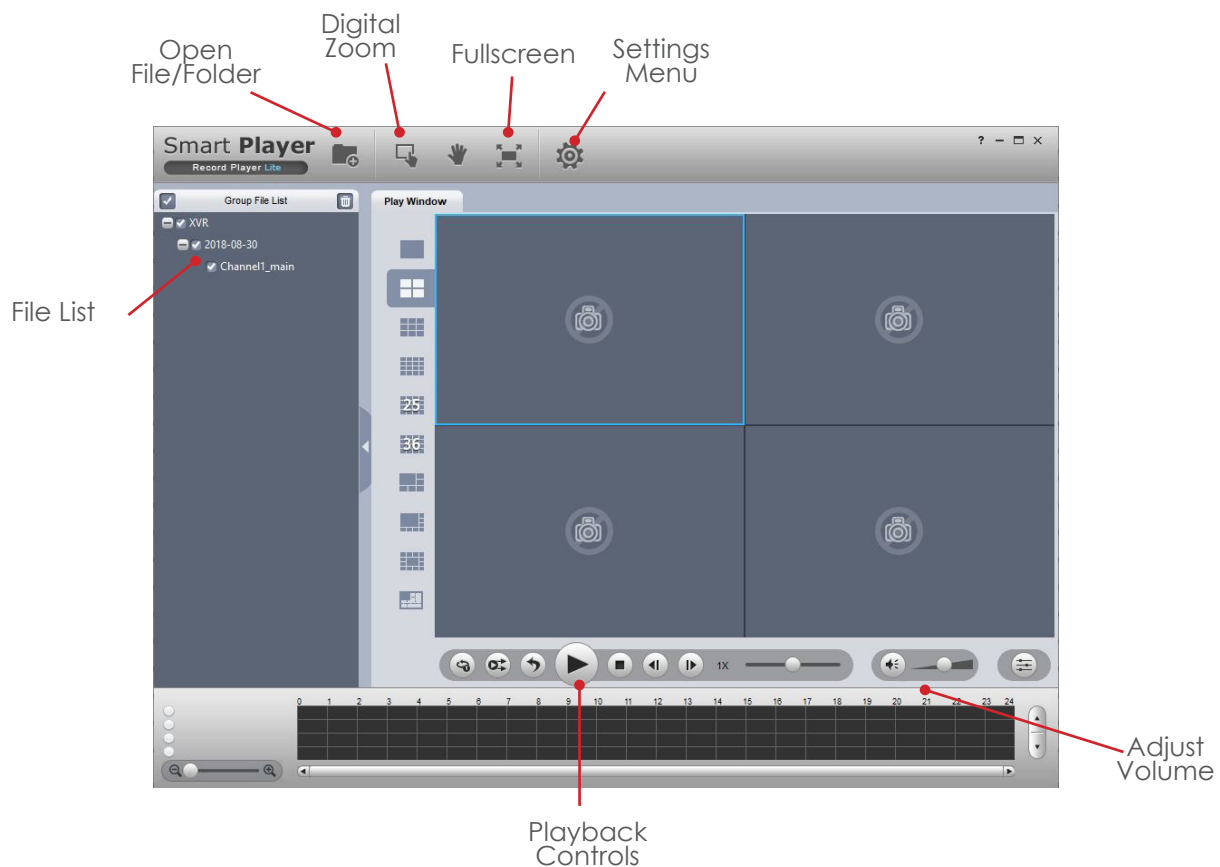 Open
File/Folder
Digital
Zoom
Fullscreen
Settings
Menu
Smart Player
Record Player Lite
? – □ ×
Group File List
Play Window
XVR
2018-08-30
Channel1_main
File List
25
36
1X
0 1 2 3 4 5 6 7 8 9 10 11 12 13 14 15 16 17 18 19 20 21 22 23 24
Adjust
Volume
Playback
Controls